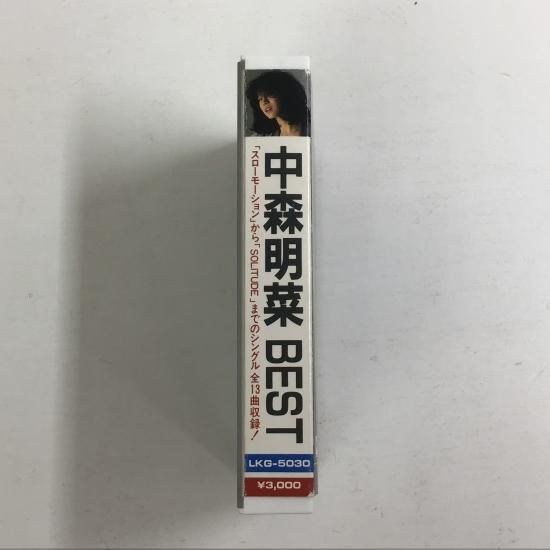 中森明菜 BEST
「スローモーション」から「SOLITUDE」までのシングル 全13曲収録!
LKG-5030
¥3,000